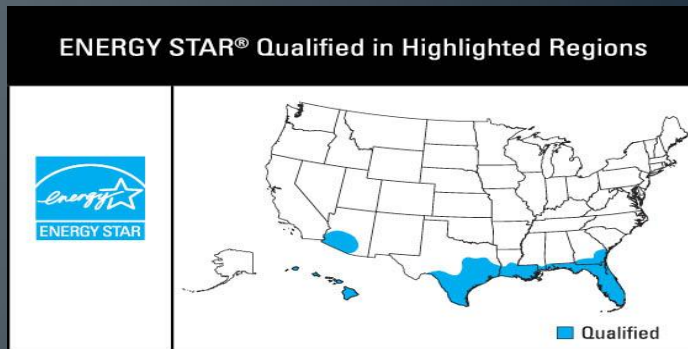 ENERGY STAR® Qualified in Highlighted Regions
energy
ENERGY STAR
Qualified